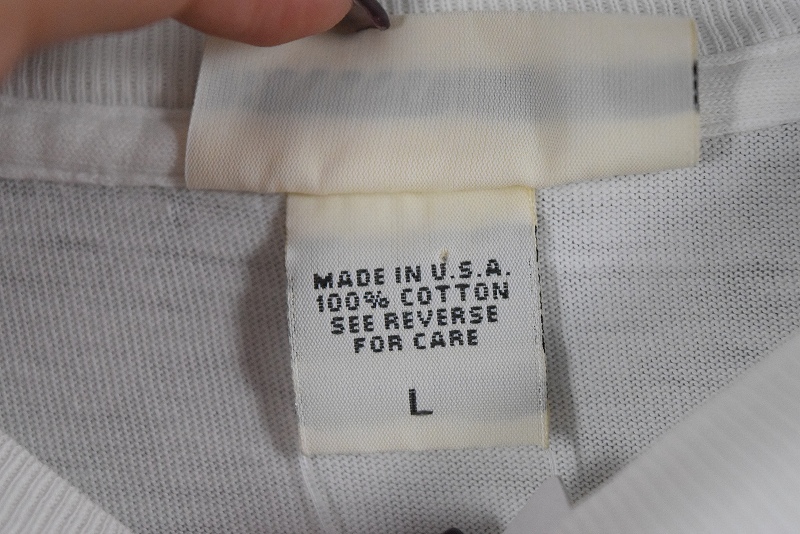 MADE IN U.S.A.
100% COTTON
SEE REVERSE
FOR CARE
L